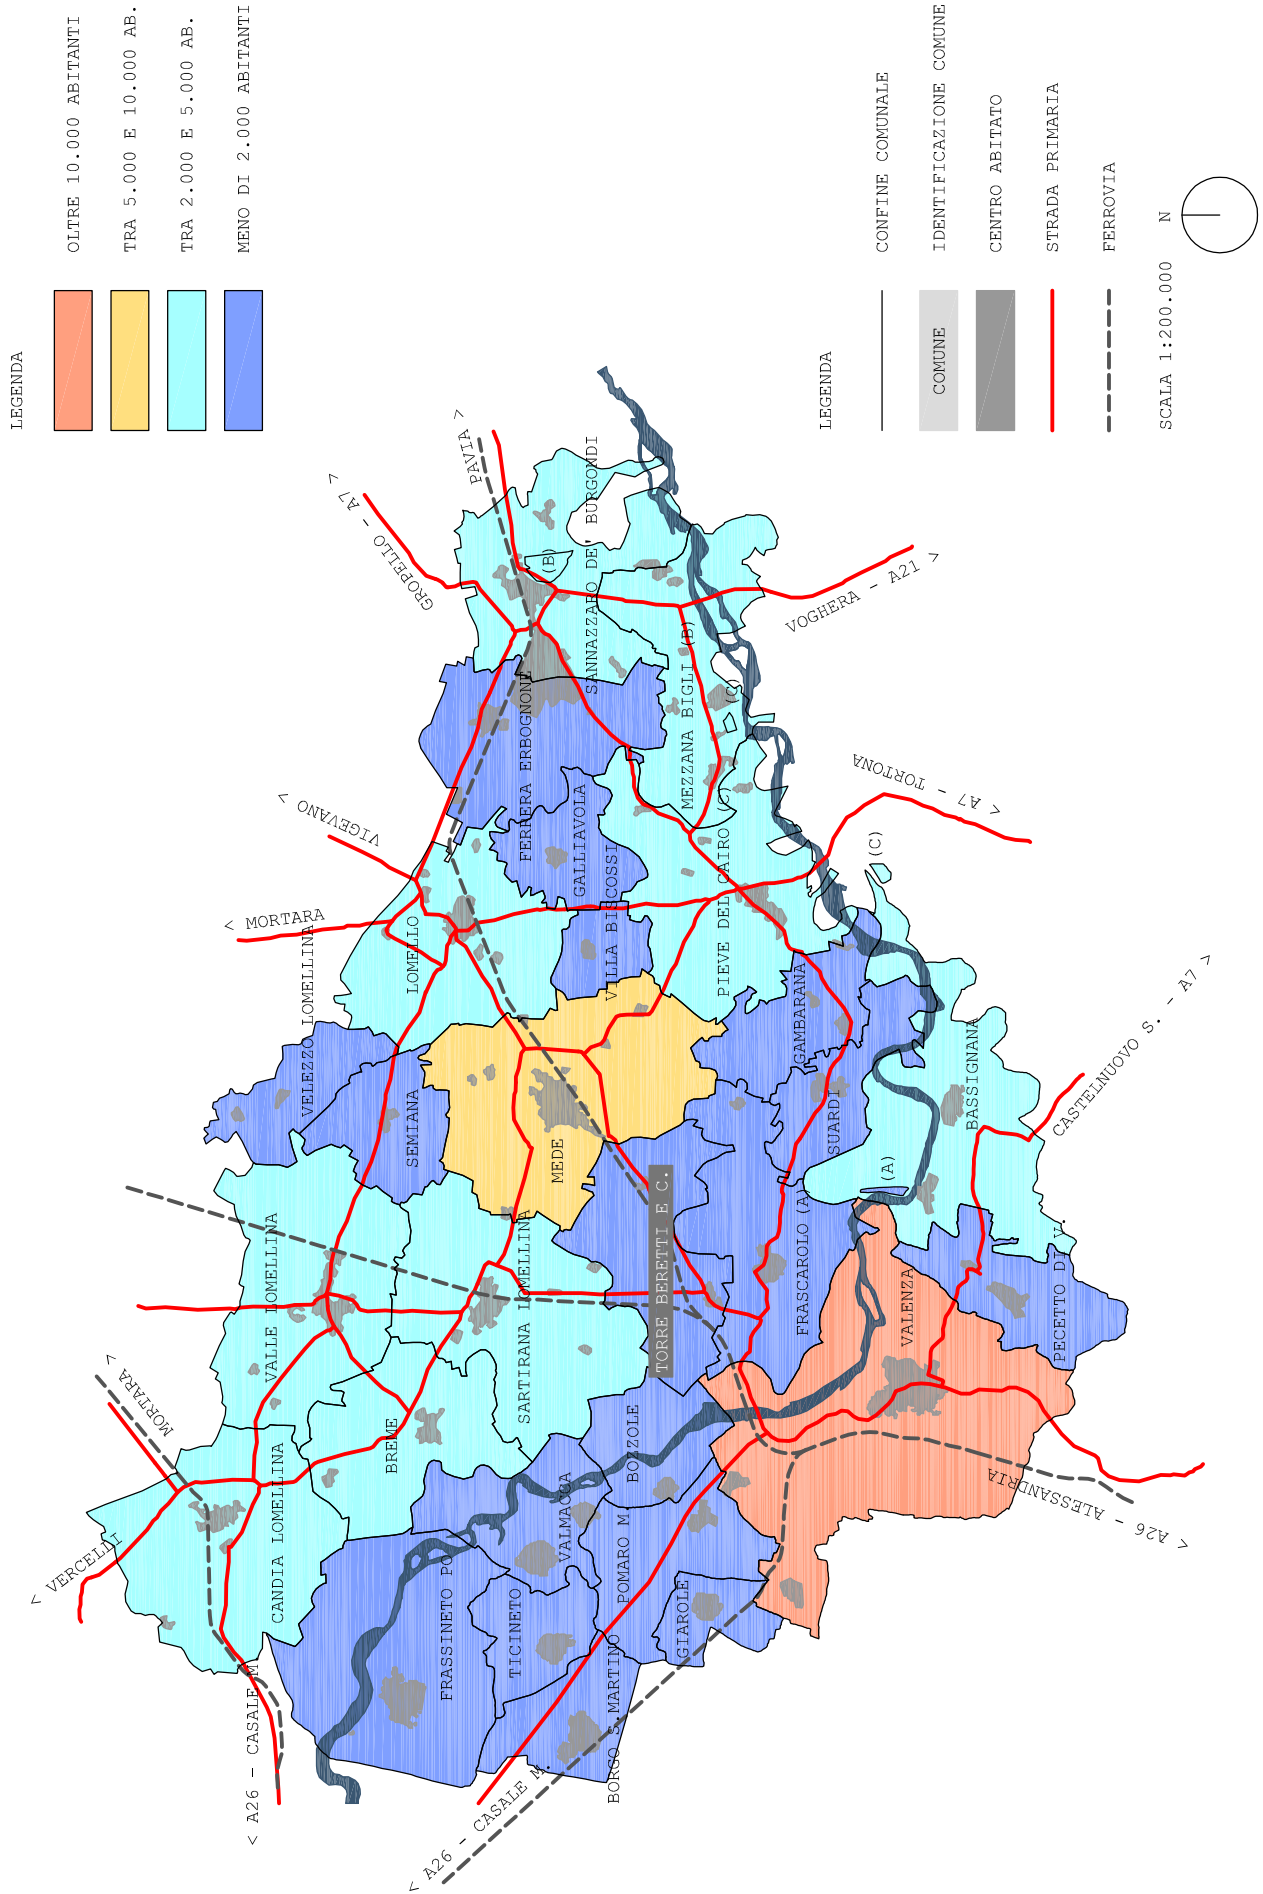 LEGENDA
OLTRE 10.000 ABITANTI
TRA 5.000 E 10.000 AB.
TRA 2.000 E 5.000 AB.
MENO DI 2.000 ABITANTI
LEGENDA
CONFINE COMUNALE
COMUNE
IDENTIFICAZIONE COMUNE
CENTRO ABITATO
STRADA PRIMARIA
FERROVIA
SCALA 1:200.000
N
< VERCELLI
MORTARA >
< A26 - CASALE M
< A26 - CASALE M.
< MORTARA
VIGEVANO >
GROPELLO - A7 >
PAVIA >
VOGHERA - A21 >
< A7 - TORTONA
CASTELNUOVO S. - A7 >
< A26 - ALESSANDRIA
VELEZZO LOMELLINA
LOMELLO
SEMIANA
VALLE LOMELLINA
CANDIA LOMELLINA
BREME
SARTIRANA LOMELLINA
MEDE
FERRERA ERBOGNONE
GALLIAVOLA
VILLA BISCOSSI
SANNAZZARO DE' BURGONDI
(B)
MEZZANA BIGLI (B)
PIEVE DEL CAIRO (C)
(C)
(C)
GAMBARANA
SUARDI
FRASCAROLO (A)
(A)
BASSIGNANA
TORRE BERETTI E C.
VALENZA
PECETTO DI V.
BOZZOLE
VALMACCA
POMARO M.
GIAROLE
TICINETO
FRASSINETO PO
BORGO S.MARTINO